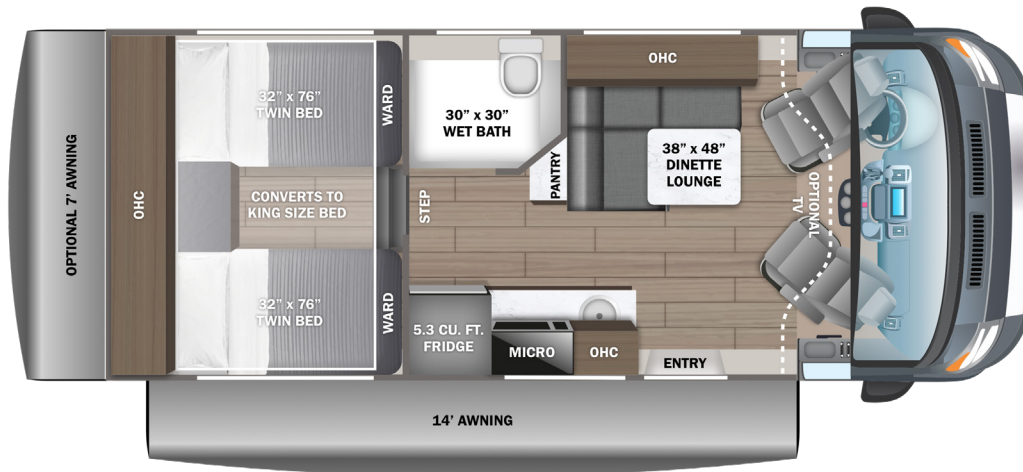 OPTIONAL 7’ AWNING
OHC
32” x 76”
TWIN BED
WARD
CONVERTS TO
KING SIZE BED
STEP
32” x 76”
TWIN BED
WARD
30” x 30”
WET BATH
PANTRY
OHC
38” x 48”
DINETTE
LOUNGE
OPTIONAL
TV
5.3 CU. FT.
FRIDGE
MICRO
OHC
ENTRY
14’ AWNING